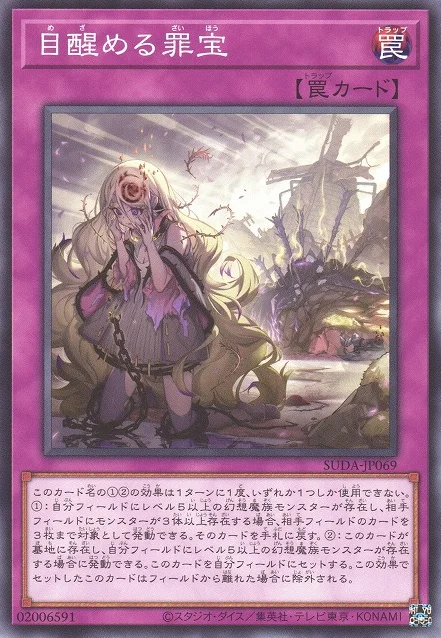 目醒める罪宝
罠
【罠カード】
SUDA-JP069
このカード名の①②の効果は1ターンに1度、いずれか1つしか使用できない。
①：自分フィールドにレベル5以上の幻想魔族モンスターが存在し、相手
フィールドにモンスターが3体以上存在する場合、相手フィールドのカードを
3枚まで対象として発動できる。そのカードを手札に戻す。②：このカードが
墓地に存在し、自分フィールドにレベル5以上の幻想魔族モンスターが存在
する場合に発動できる。このカードを自分フィールドにセットする。この効果で
セットしたこのカードはフィールドから離れた場合に除外される。
02006591
©スタジオ・ダイス/集英社・テレビ東京・KONAMI